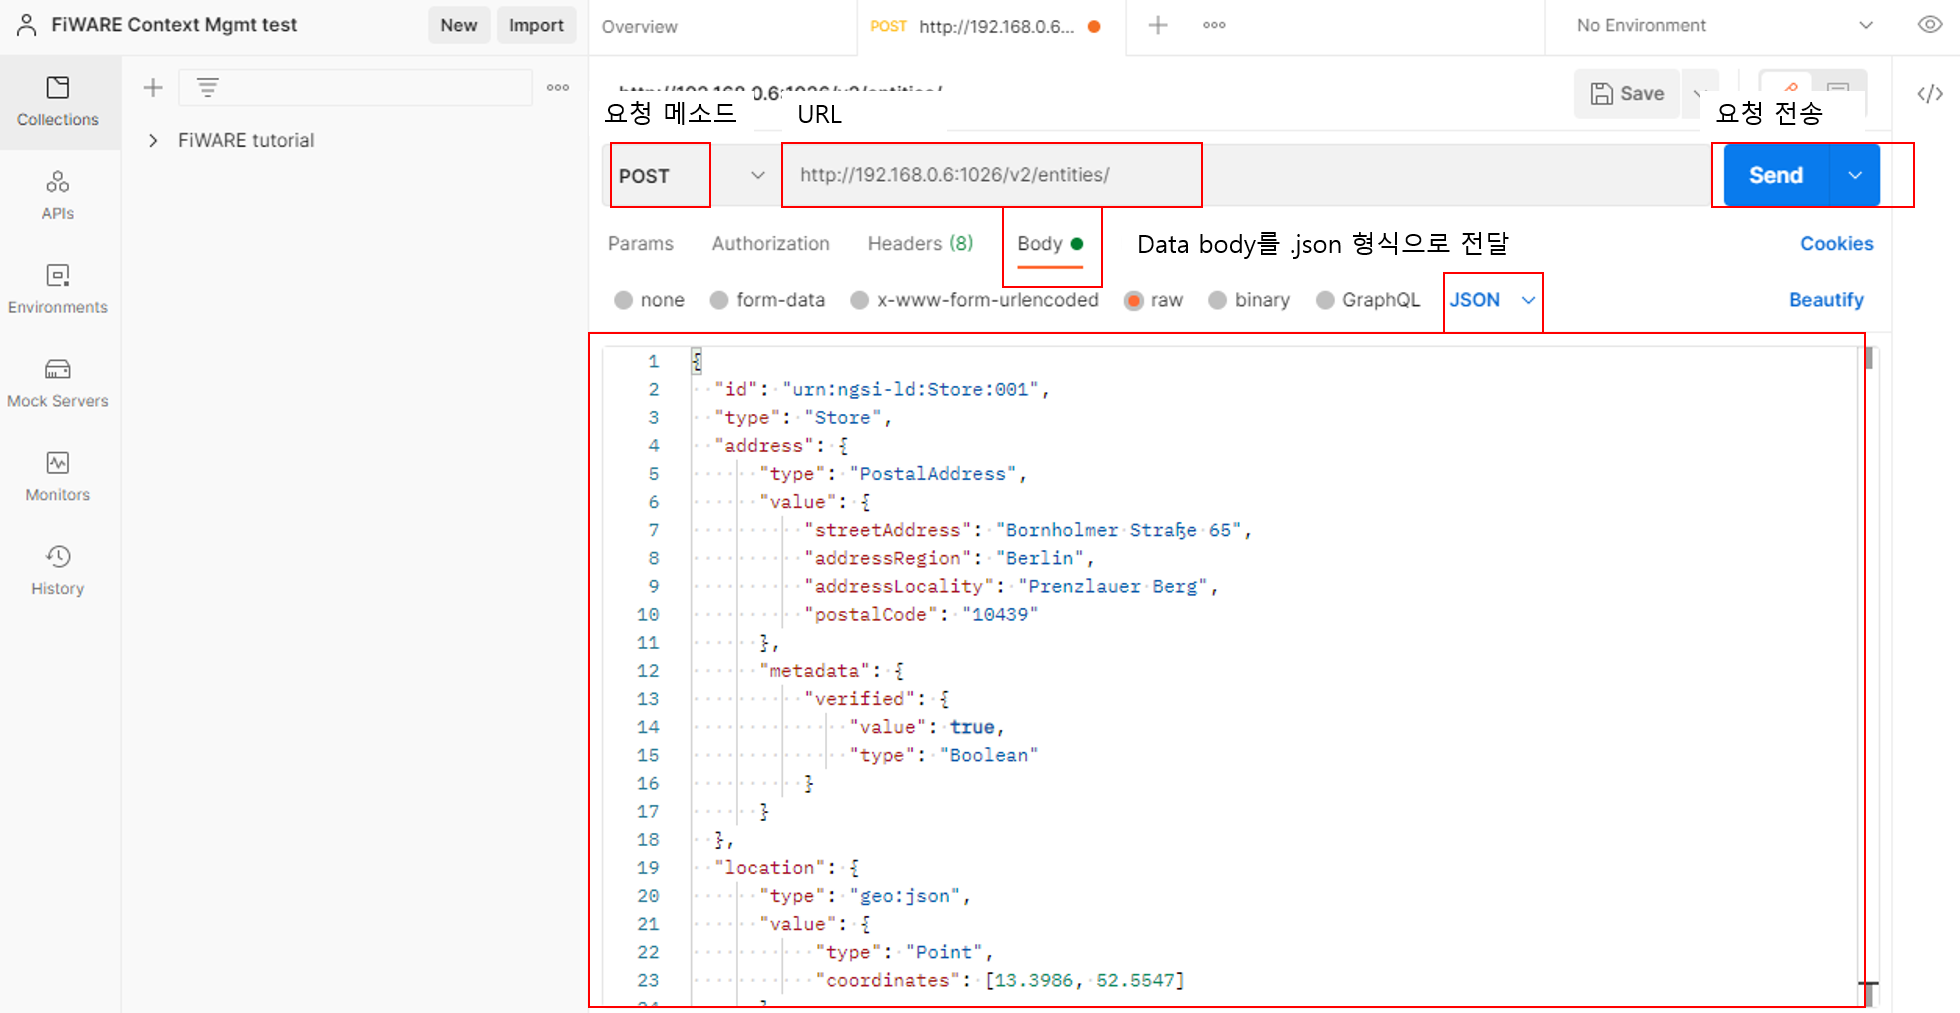 FiWARE Context Mgmt test
New
Import
Overview
POST http://192.168.0.6...
No Environment
Collections
APIs
Environments
Mock Servers
Monitors
History
FiWARE tutorial
http://192.168.0.6:1026/v2/entities/
Save
요청 메소드
URL
요청 전송
POST
http://192.168.0.6:1026/v2/entities/
Send
Params
Authorization
Headers (8)
Body
Data body를 .json 형식으로 전달
Cookies
none
form-data
x-www-form-urlencoded
raw
binary
GraphQL
JSON
Beautify
1 {
2 "id": "urn:ngsi-ld:Store:001",
3 "type": "Store",
4 "address": {
5 "type": "PostalAddress",
6 "value": {
7 "streetAddress": "Bornholmer Straße 65",
8 "addressRegion": "Berlin",
9 "addressLocality": "Prenzlauer Berg",
10 "postalCode": "10439"
11 },
12 "metadata": {
13 "verified": {
14 "value": true,
15 "type": "Boolean"
16 }
17 }
18 },
19 "location": {
20 "type": "geo:json",
21 "value": {
22 "type": "Point",
23 "coordinates": [13.3986, 52.5547]
24 }